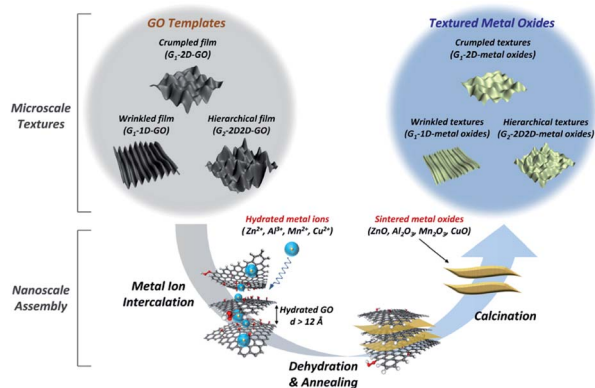 GO Templates
Textured Metal Oxides
Crumpled film
(G₁-2D-GO)
Crumpled textures
(G₁-2D-metal oxides)
Microscale
Textures
Wrinkled film
(G₁-1D-GO)
Hierarchical film
(G₂-2D2D-GO)
Wrinkled textures
(G₁-1D-metal oxides)
Hierarchical textures
(G₂-2D2D-metal oxides)
Hydrated metal ions
(Zn²⁺, Al³⁺, Mn²⁺, Cu²⁺)
Sintered metal oxides
(ZnO, Al₂O₃, Mn₂O₃, CuO)
Nanoscale
Assembly
Metal Ion
Intercalation
Hydrated GO
d > 12 Å
Calcination
Dehydration
& Annealing